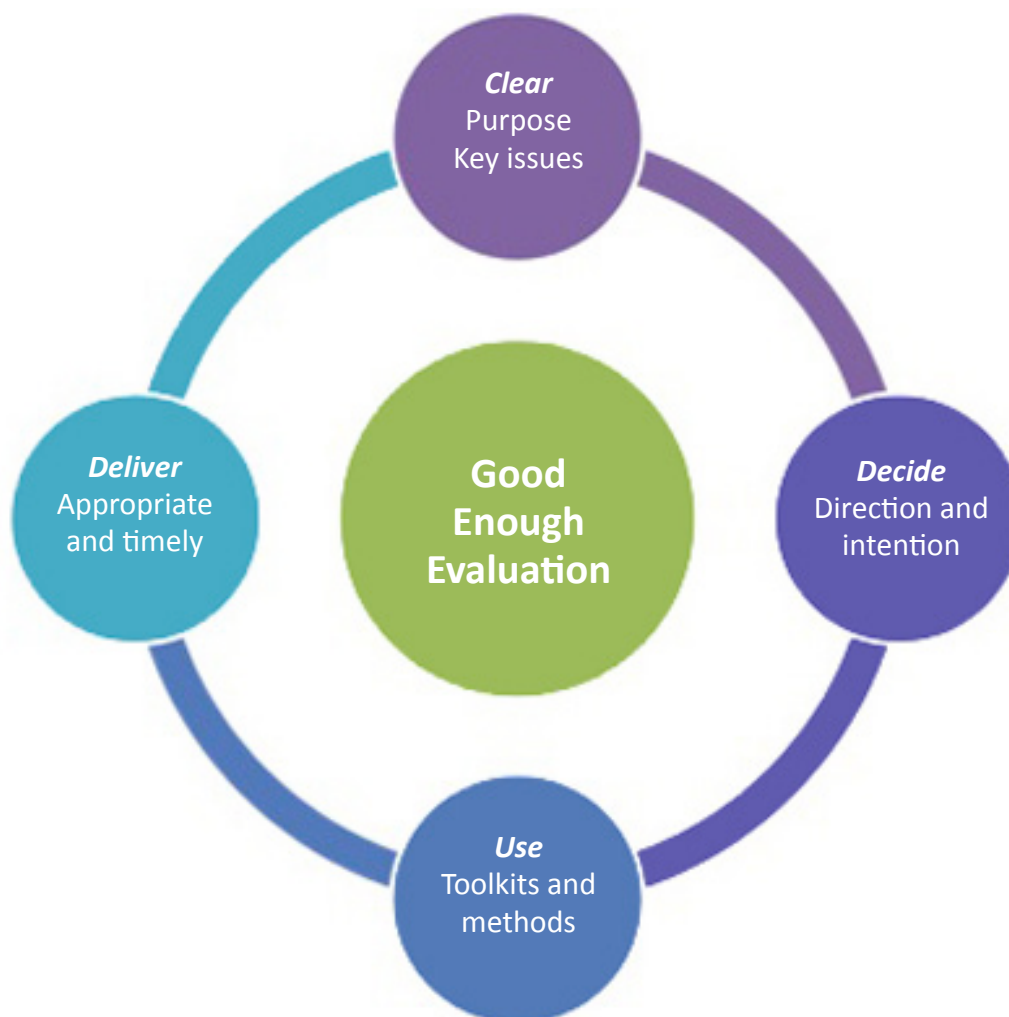 Clear
Purpose
Key issues
Decide
Direction and
intention
Use
Toolkits and
methods
Deliver
Appropriate
and timely
Good
Enough
Evaluation